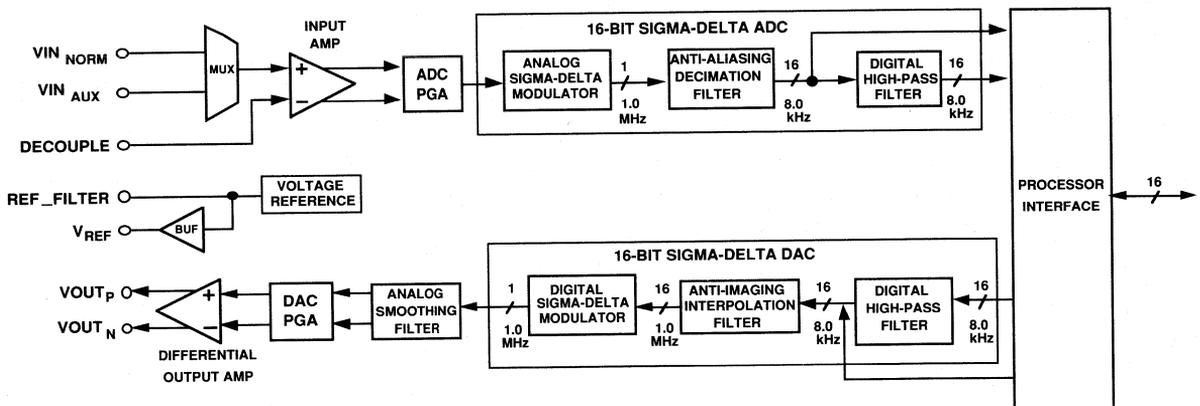 16-BIT SIGMA-DELTA ADC
INPUT
AMP
VIN NORM
MUX
VIN AUX
+
−
ADC
PGA
ANALOG
SIGMA-DELTA
MODULATOR
1
1.0
MHz
ANTI-ALIASING
DECIMATION
FILTER
16
8.0
kHz
DIGITAL
HIGH-PASS
FILTER
16
8.0
kHz
DECOUPLE
REF_FILTER
VOLTAGE
REFERENCE
VREF
BUF
PROCESSOR
INTERFACE
16
16-BIT SIGMA-DELTA DAC
VOUTP
VOUTN
+
−
DIFFERENTIAL
OUTPUT AMP
DAC
PGA
ANALOG
SMOOTHING
FILTER
1
1.0
MHz
DIGITAL
SIGMA-DELTA
MODULATOR
16
1.0
MHz
ANTI-IMAGING
INTERPOLATION
FILTER
16
8.0
kHz
DIGITAL
HIGH-PASS
FILTER
16
8.0
kHz